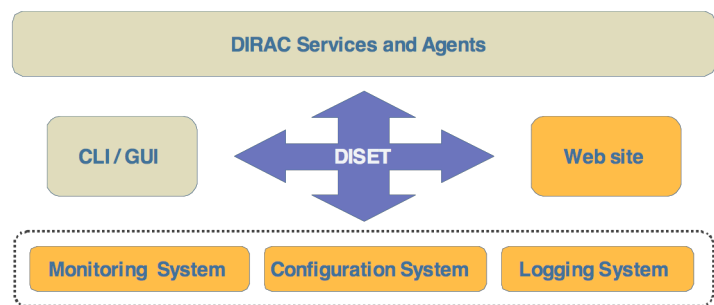 DIRAC Services and Agents
CLI / GUI
DISET
Web site
Monitoring System
Configuration System
Logging System